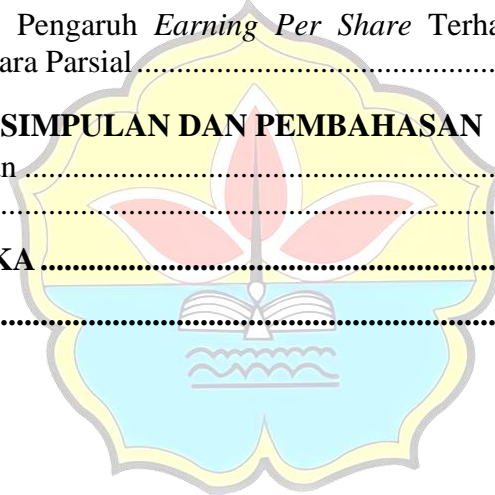 Pengaruh Earning Per Share Terha
ara Parsial..........................................................
SIMPULAN DAN PEMBAHASAN
n ..........................................................................
.............................................................................
KA .......................................................................
.............................................................................